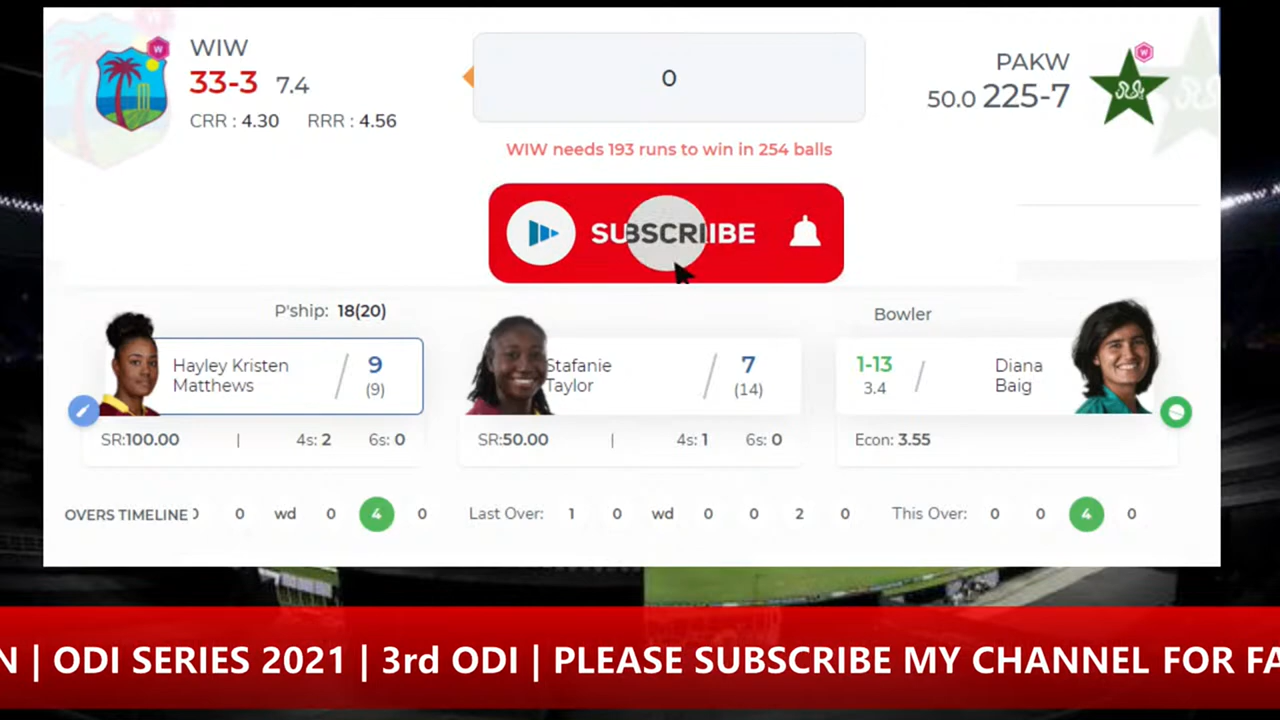 WIW
33-3 7.4
CRR : 4.30 RRR : 4.56
0
PAKW
50.0 225-7
WIW needs 193 runs to win in 254 balls
SUBSCRIBE
P'ship: 18(20)
Bowler
Hayley Kristen Matthews / 9 (9)
SR:100.00 | 4s: 2 6s: 0
Stafanie Taylor / 7 (14)
SR:50.00 | 4s: 1 6s: 0
1-13 3.4 / Diana Baig
Econ: 3.55
OVERS TIMELINE 0 wd 0 4 0 Last Over: 1 0 wd 0 0 2 0 This Over: 0 0 4 0
N | ODI SERIES 2021 | 3rd ODI | PLEASE SUBSCRIBE MY CHANNEL FOR FA